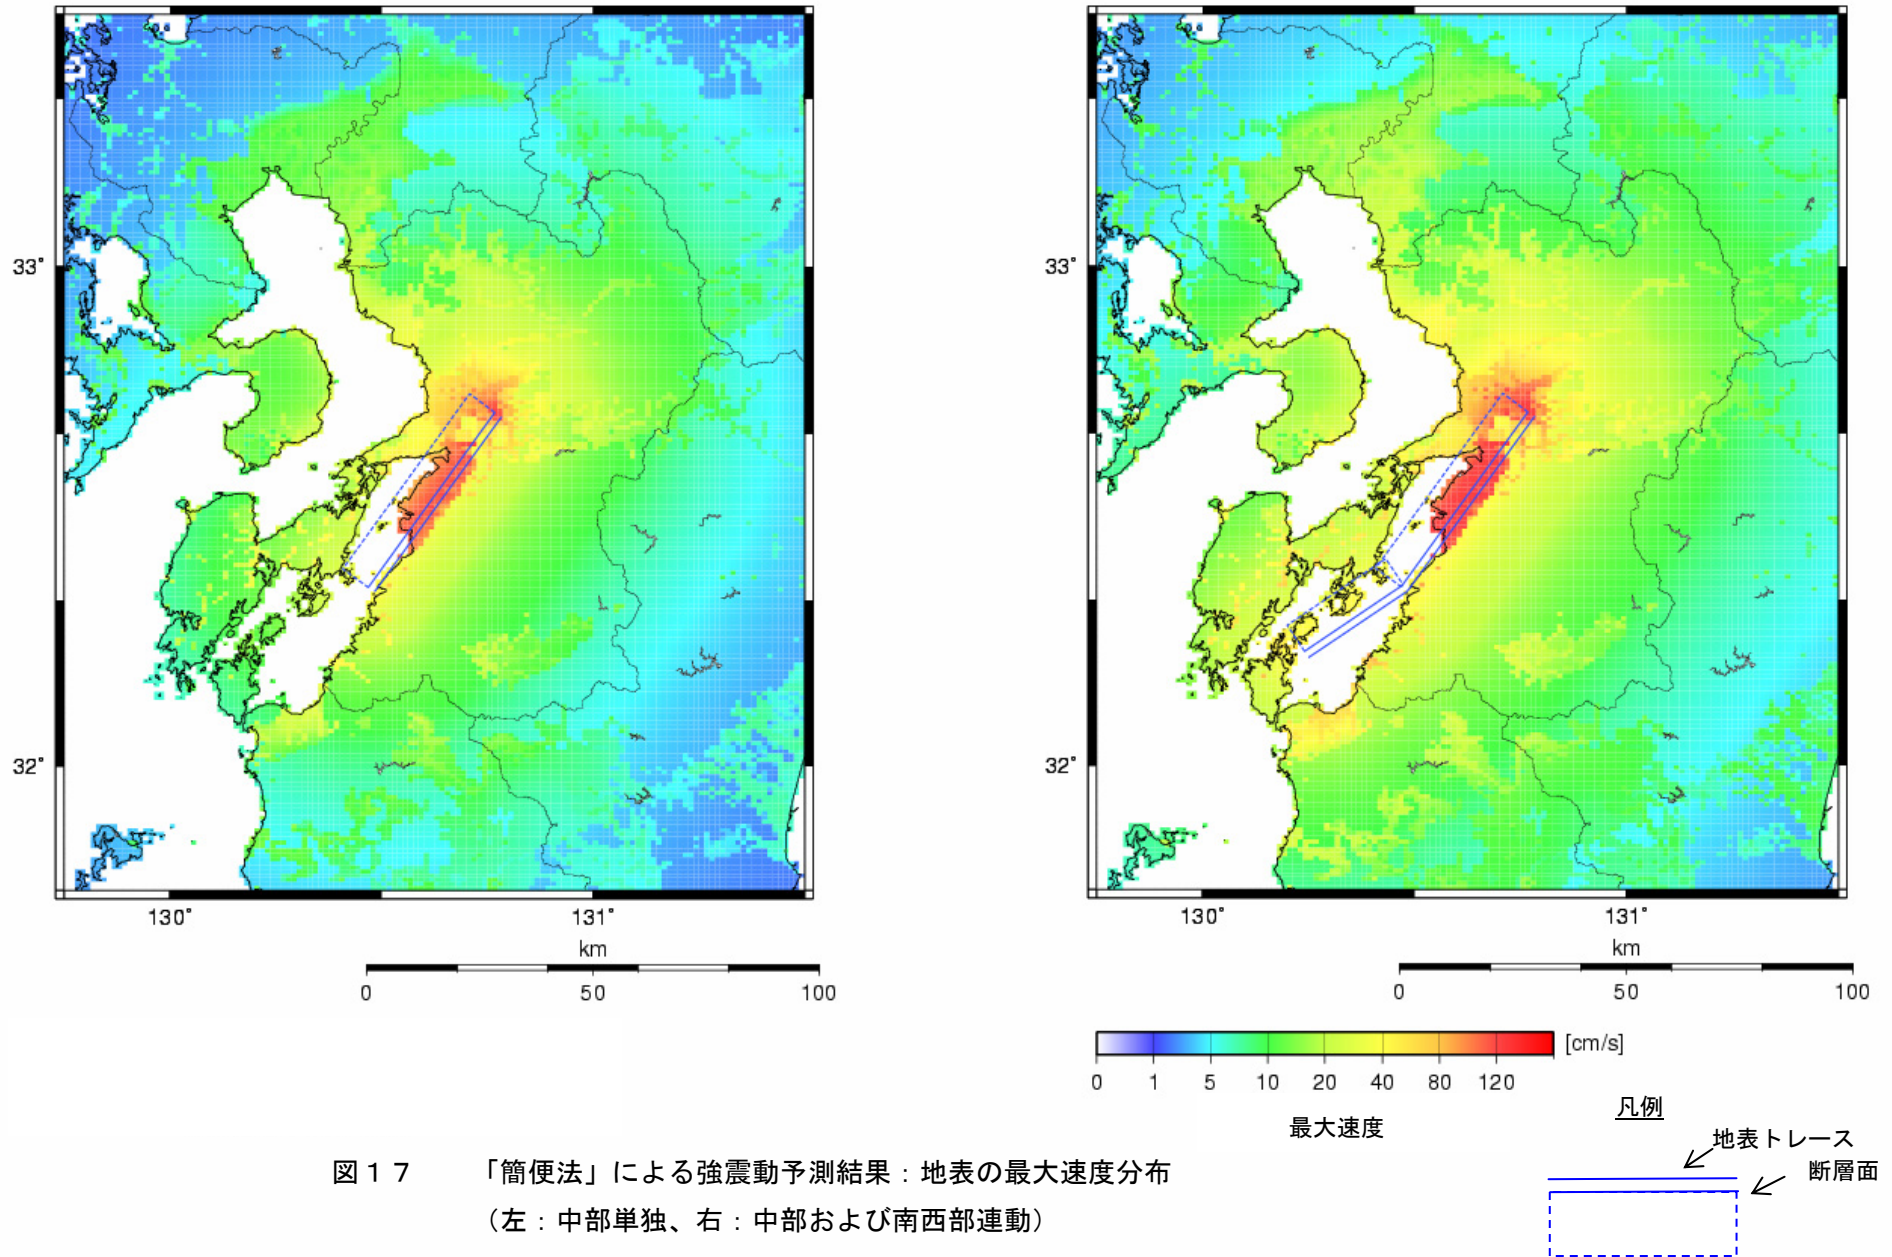 33°
32°
130°
131°
km
0
50
100
33°
32°
130°
131°
km
0
50
100
[cm/s]
0 1 5 10 20 40 80 120
最大速度
凡例
地表トレース
断層面
図17 「簡便法」による強震動予測結果：地表の最大速度分布
（左：中部単独、右：中部および南西部連動）